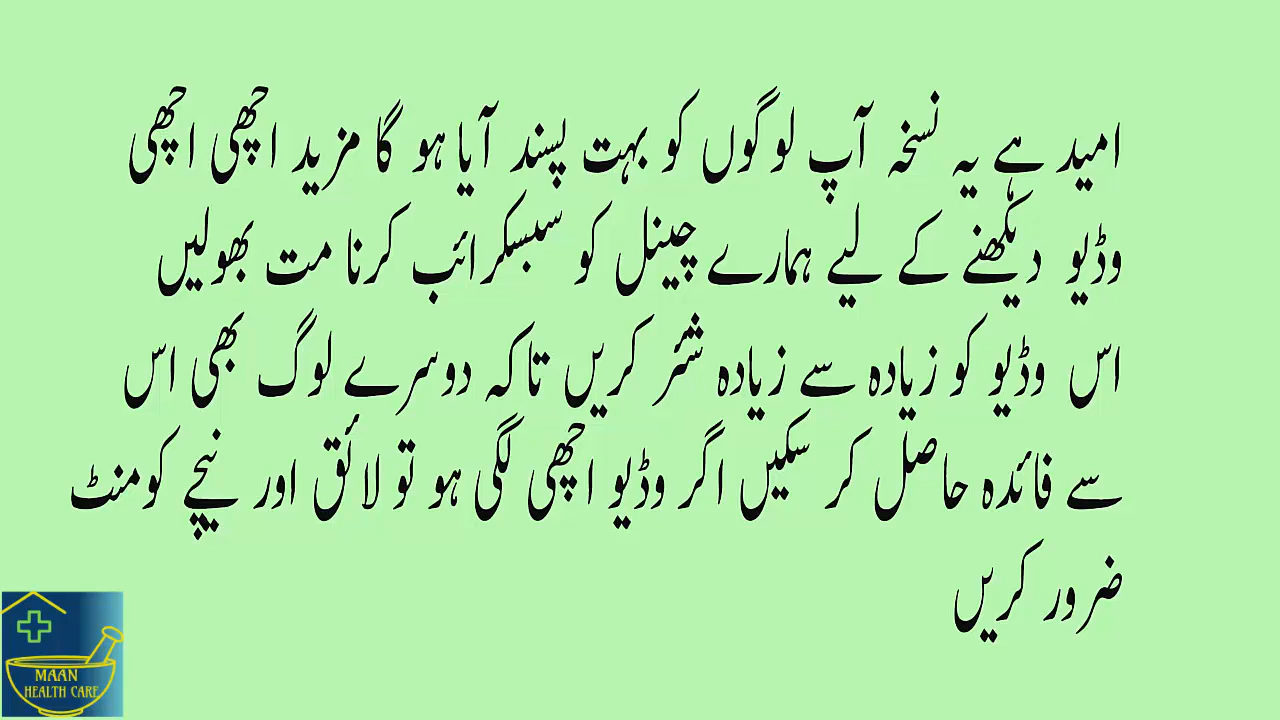 امید ہے یہ نسخہ آپ لوگوں کو بہت پسند آیا ہو گا مزید اچھی اچھی
وڈیو دیکھنے کے لیے ہمارے چینل کو سبسکرائب کرنا مت بھولیں
اس وڈیو کو زیادہ سے زیادہ شئر کریں تاکہ دوسرے لوگ بھی اس
سے فائدہ حاصل کر سکیں اگر وڈیو اچھی لگی ہو تو لائق اور نیچے کومنٹ
ضرور کریں
MAAN
HEALTH CARE